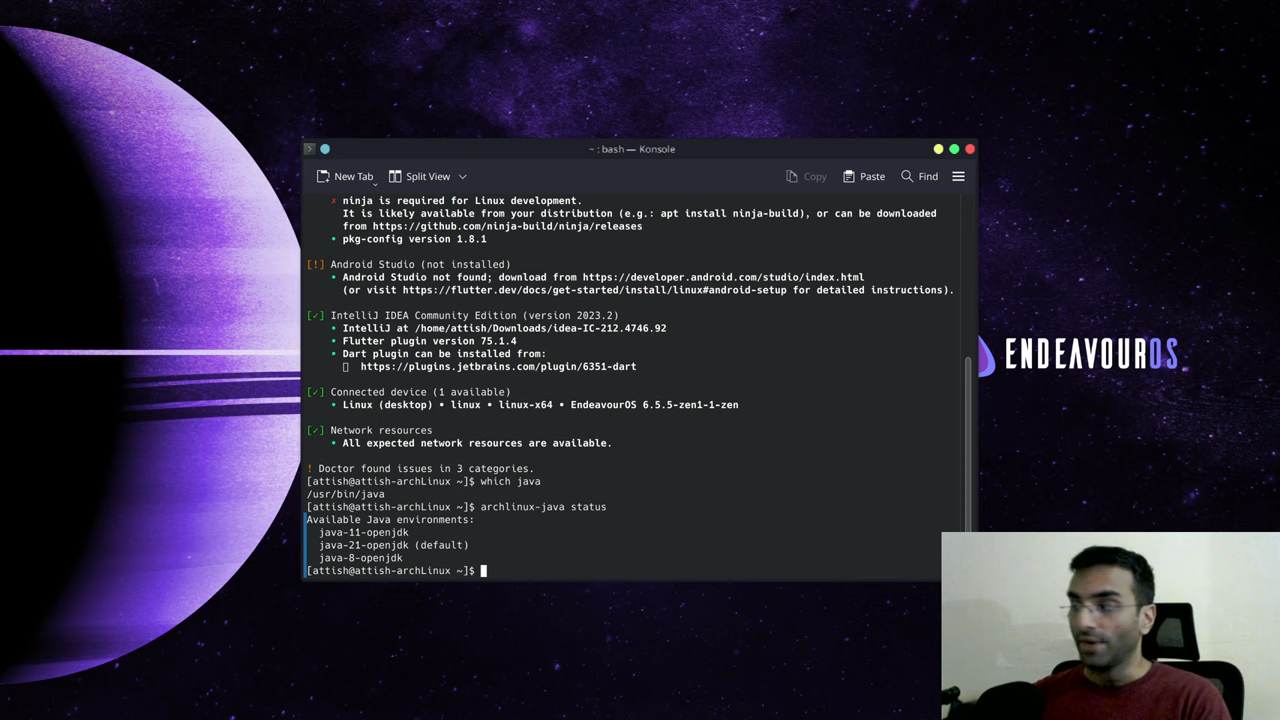 ~ : bash — Konsole
New Tab
Split View
Copy
Paste
Find
✗ ninja is required for Linux development.
It is likely available from your distribution (e.g.: apt install ninja-build), or can be downloaded
from https://github.com/ninja-build/ninja/releases
• pkg-config version 1.8.1
[!] Android Studio (not installed)
• Android Studio not found; download from https://developer.android.com/studio/index.html
(or visit https://flutter.dev/docs/get-started/install/linux#android-setup for detailed instructions).
[✓] IntelliJ IDEA Community Edition (version 2023.2)
• IntelliJ at /home/attish/Downloads/idea-IC-212.4746.92
• Flutter plugin version 75.1.4
• Dart plugin can be installed from:
https://plugins.jetbrains.com/plugin/6351-dart
[✓] Connected device (1 available)
• Linux (desktop) • linux • linux-x64 • EndeavourOS 6.5.5-zen1-1-zen
[✓] Network resources
• All expected network resources are available.
! Doctor found issues in 3 categories.
[attish@attish-archLinux ~]$ which java
/usr/bin/java
[attish@attish-archLinux ~]$ archlinux-java status
Available Java environments:
java-11-openjdk
java-21-openjdk (default)
java-8-openjdk
[attish@attish-archLinux ~]$
ENDEAVOUROS